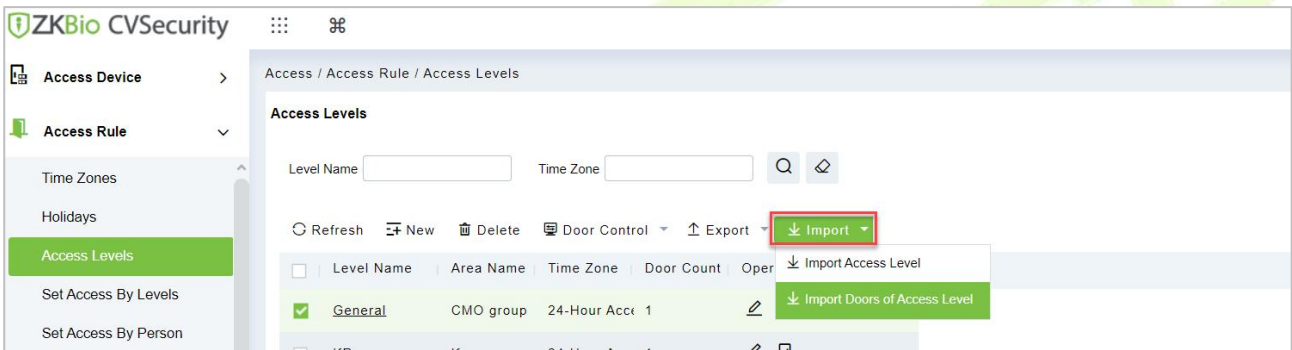 ZKBio CVSecurity
Access Device
Access / Access Rule / Access Levels
Access Levels
Access Rule
Level Name
Time Zone
Time Zones
Holidays
Refresh New Delete Door Control Export Import
Access Levels
Level Name Area Name Time Zone Door Count Oper
Import Access Level
Set Access By Levels
Import Doors of Access Level
General CMO group 24-Hour Acce 1
Set Access By Person